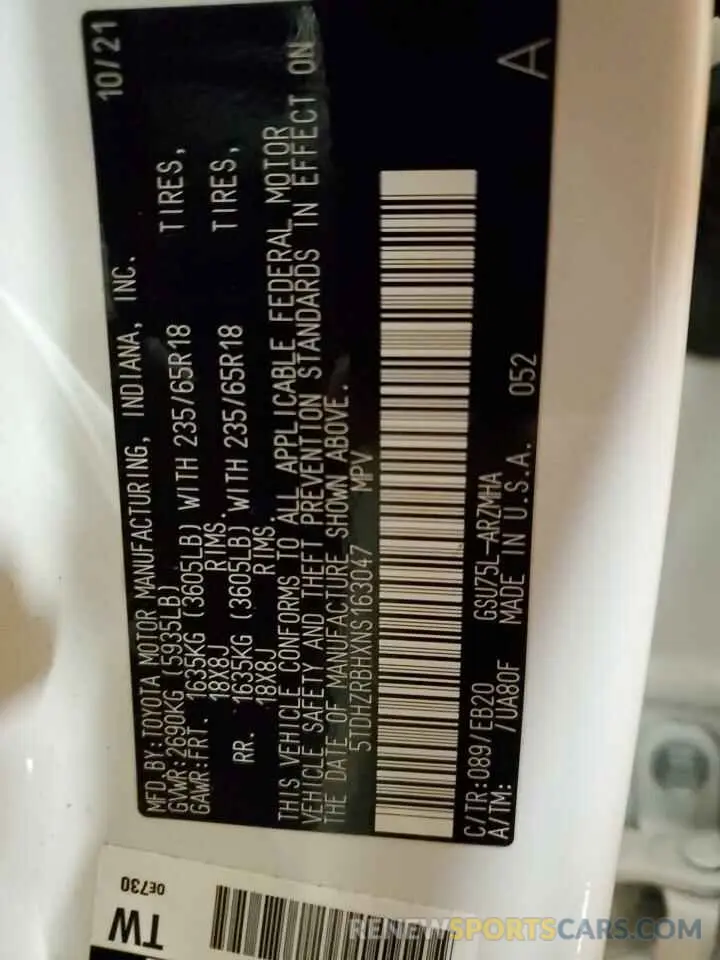 MFD.BY:TOYOTA MOTOR MANUFACTURING, INDIANA, INC. 10/21
GVWR:2690KG (5935LB)
GAWR:FRT. 1635KG (3605LB) WITH 235/65R18 TIRES,
18X8J RIMS.
RR. 1635KG (3605LB) WITH 235/65R18 TIRES,
18X8J RIMS.
THIS VEHICLE CONFORMS TO ALL APPLICABLE FEDERAL MOTOR
VEHICLE SAFETY AND THEFT PREVENTION STANDARDS IN EFFECT ON
THE DATE OF MANUFACTURE SHOWN ABOVE.
5TDHZRBHXNS163047 MPV
C/TR:089/EB20 GSU75L-ARZMHA 052
A/TM: /UA80F MADE IN U.S.A. A
0E730
TW
RENEWSPORTSCARS.COM